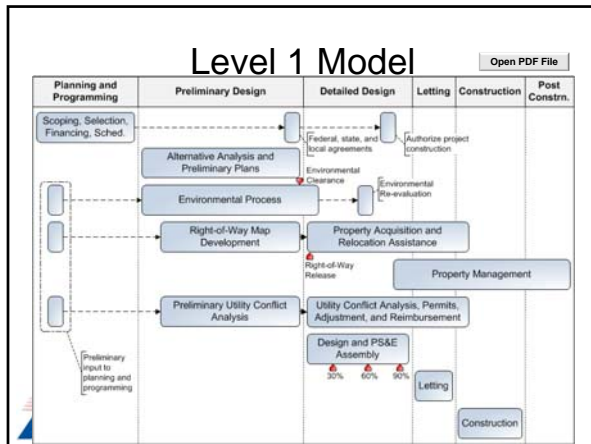 Level 1 Model
Open PDF File
Planning and
Programming
Preliminary Design
Detailed Design
Letting
Construction
Post
Constrn.
Scoping, Selection,
Financing, Sched.
Federal, state, and
local agreements
Authorize project
construction
Alternative Analysis and
Preliminary Plans
Environmental
Clearance
Environmental Process
Environmental
Re-evaluation
Right-of-Way Map
Development
Property Acquisition and
Relocation Assistance
Right-of-Way
Release
Property Management
Preliminary Utility Conflict
Analysis
Utility Conflict Analysis, Permits,
Adjustment, and Reimbursement
Preliminary
input to
planning and
programming
Design and PS&E
Assembly
30%
60%
90%
Letting
Construction